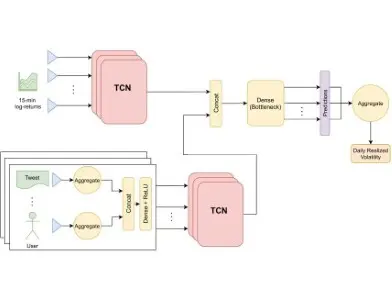 15-min
log-returns
TCN
Concat
Dense
(Bottleneck)
Predictions
Aggregate
Daily Realized
Volatility
Tweet
Aggregate
Concat
Dense + ReLU
TCN
User
Aggregate